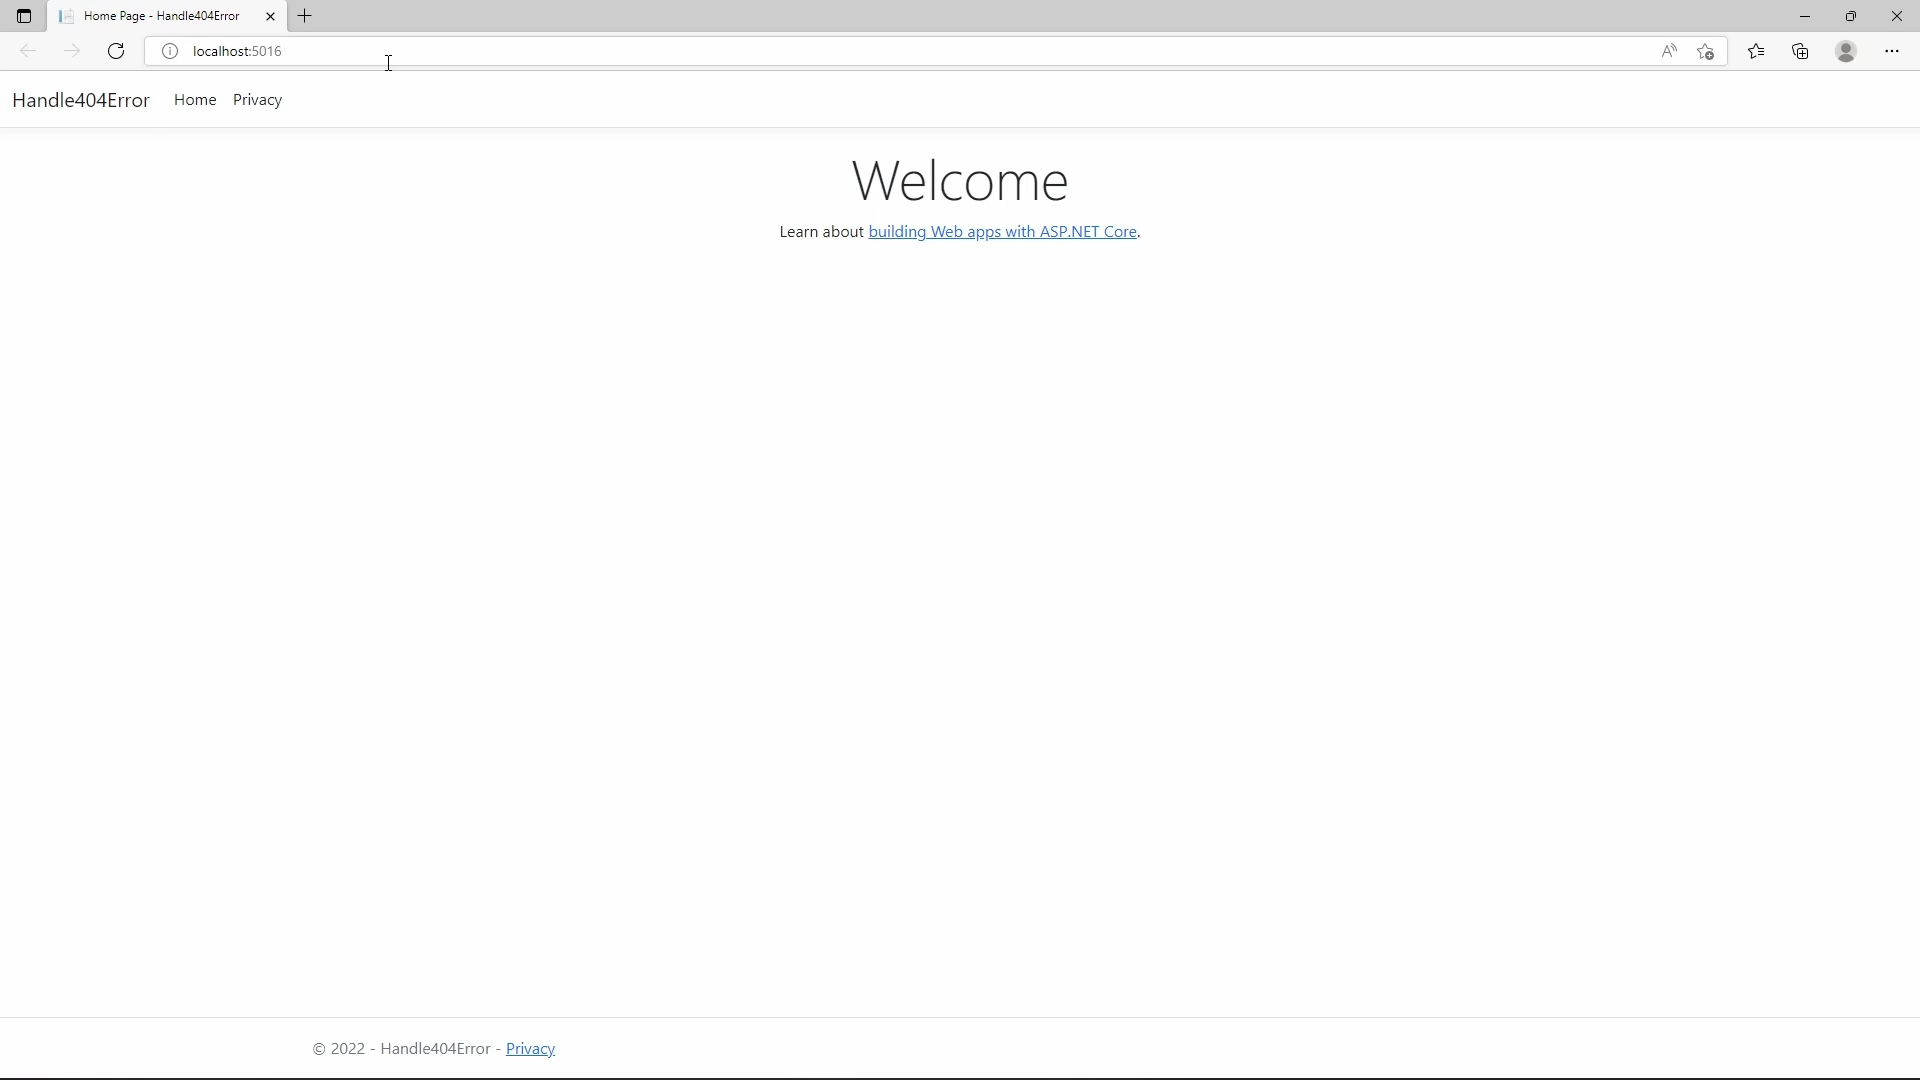 Home Page - Handle404Error
localhost:5016
Handle404Error Home Privacy
Welcome
Learn about building Web apps with ASP.NET Core.
© 2022 - Handle404Error - Privacy